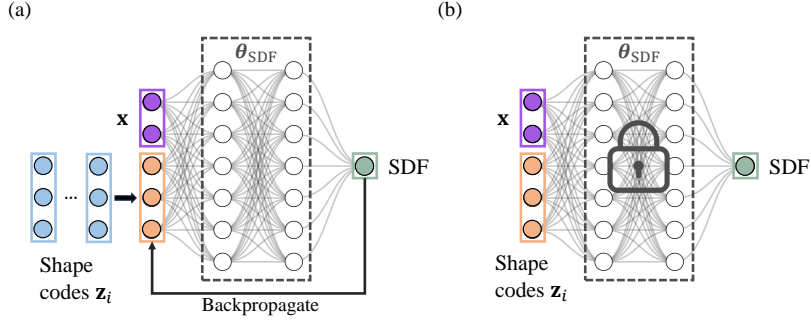 (a)
θSDF
x
...
SDF
Shape
codes zᵢ
Backpropagate
(b)
θSDF
x
SDF
Shape
codes zᵢ